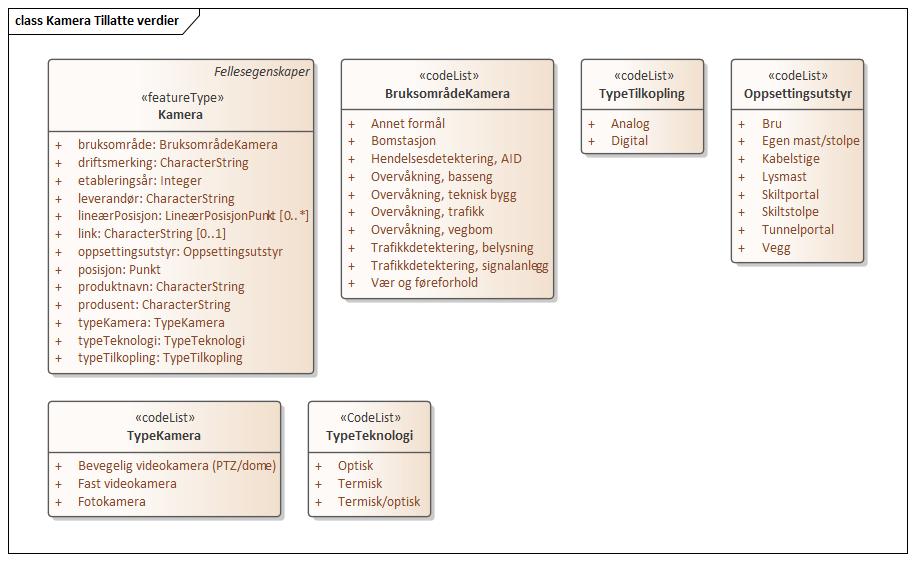 class Kamera Tillatte verdier
Fellesegenskaper
«featureType»
Kamera
+ bruksområde: BruksområdeKamera
+ driftsmerking: CharacterString
+ etableringsår: Integer
+ leverandør: CharacterString
+ lineærPosisjon: LineærPosisjonPunkt [0..*]
+ link: CharacterString [0..1]
+ oppsettingsutstyr: Oppsettingsutstyr
+ posisjon: Punkt
+ produktnavn: CharacterString
+ produsent: CharacterString
+ typeKamera: TypeKamera
+ typeTeknologi: TypeTeknologi
+ typeTilkopling: TypeTilkopling
«codeList»
BruksområdeKamera
+ Annet formål
+ Bomstasjon
+ Hendelsesdetektering, AID
+ Overvåkning, basseng
+ Overvåkning, teknisk bygg
+ Overvåkning, trafikk
+ Overvåkning, vegbom
+ Trafikkdetektering, belysning
+ Trafikkdetektering, signalanlegg
+ Vær og føreforhold
«codeList»
TypeTilkopling
+ Analog
+ Digital
«codeList»
Oppsettingsutstyr
+ Bru
+ Egen mast/stolpe
+ Kabelstige
+ Lysmast
+ Skiltportal
+ Skiltstolpe
+ Tunnelportal
+ Vegg
«codeList»
TypeKamera
+ Bevegelig videokamera (PTZ/dome)
+ Fast videokamera
+ Fotokamera
«CodeList»
TypeTeknologi
+ Optisk
+ Termisk
+ Termisk/optisk